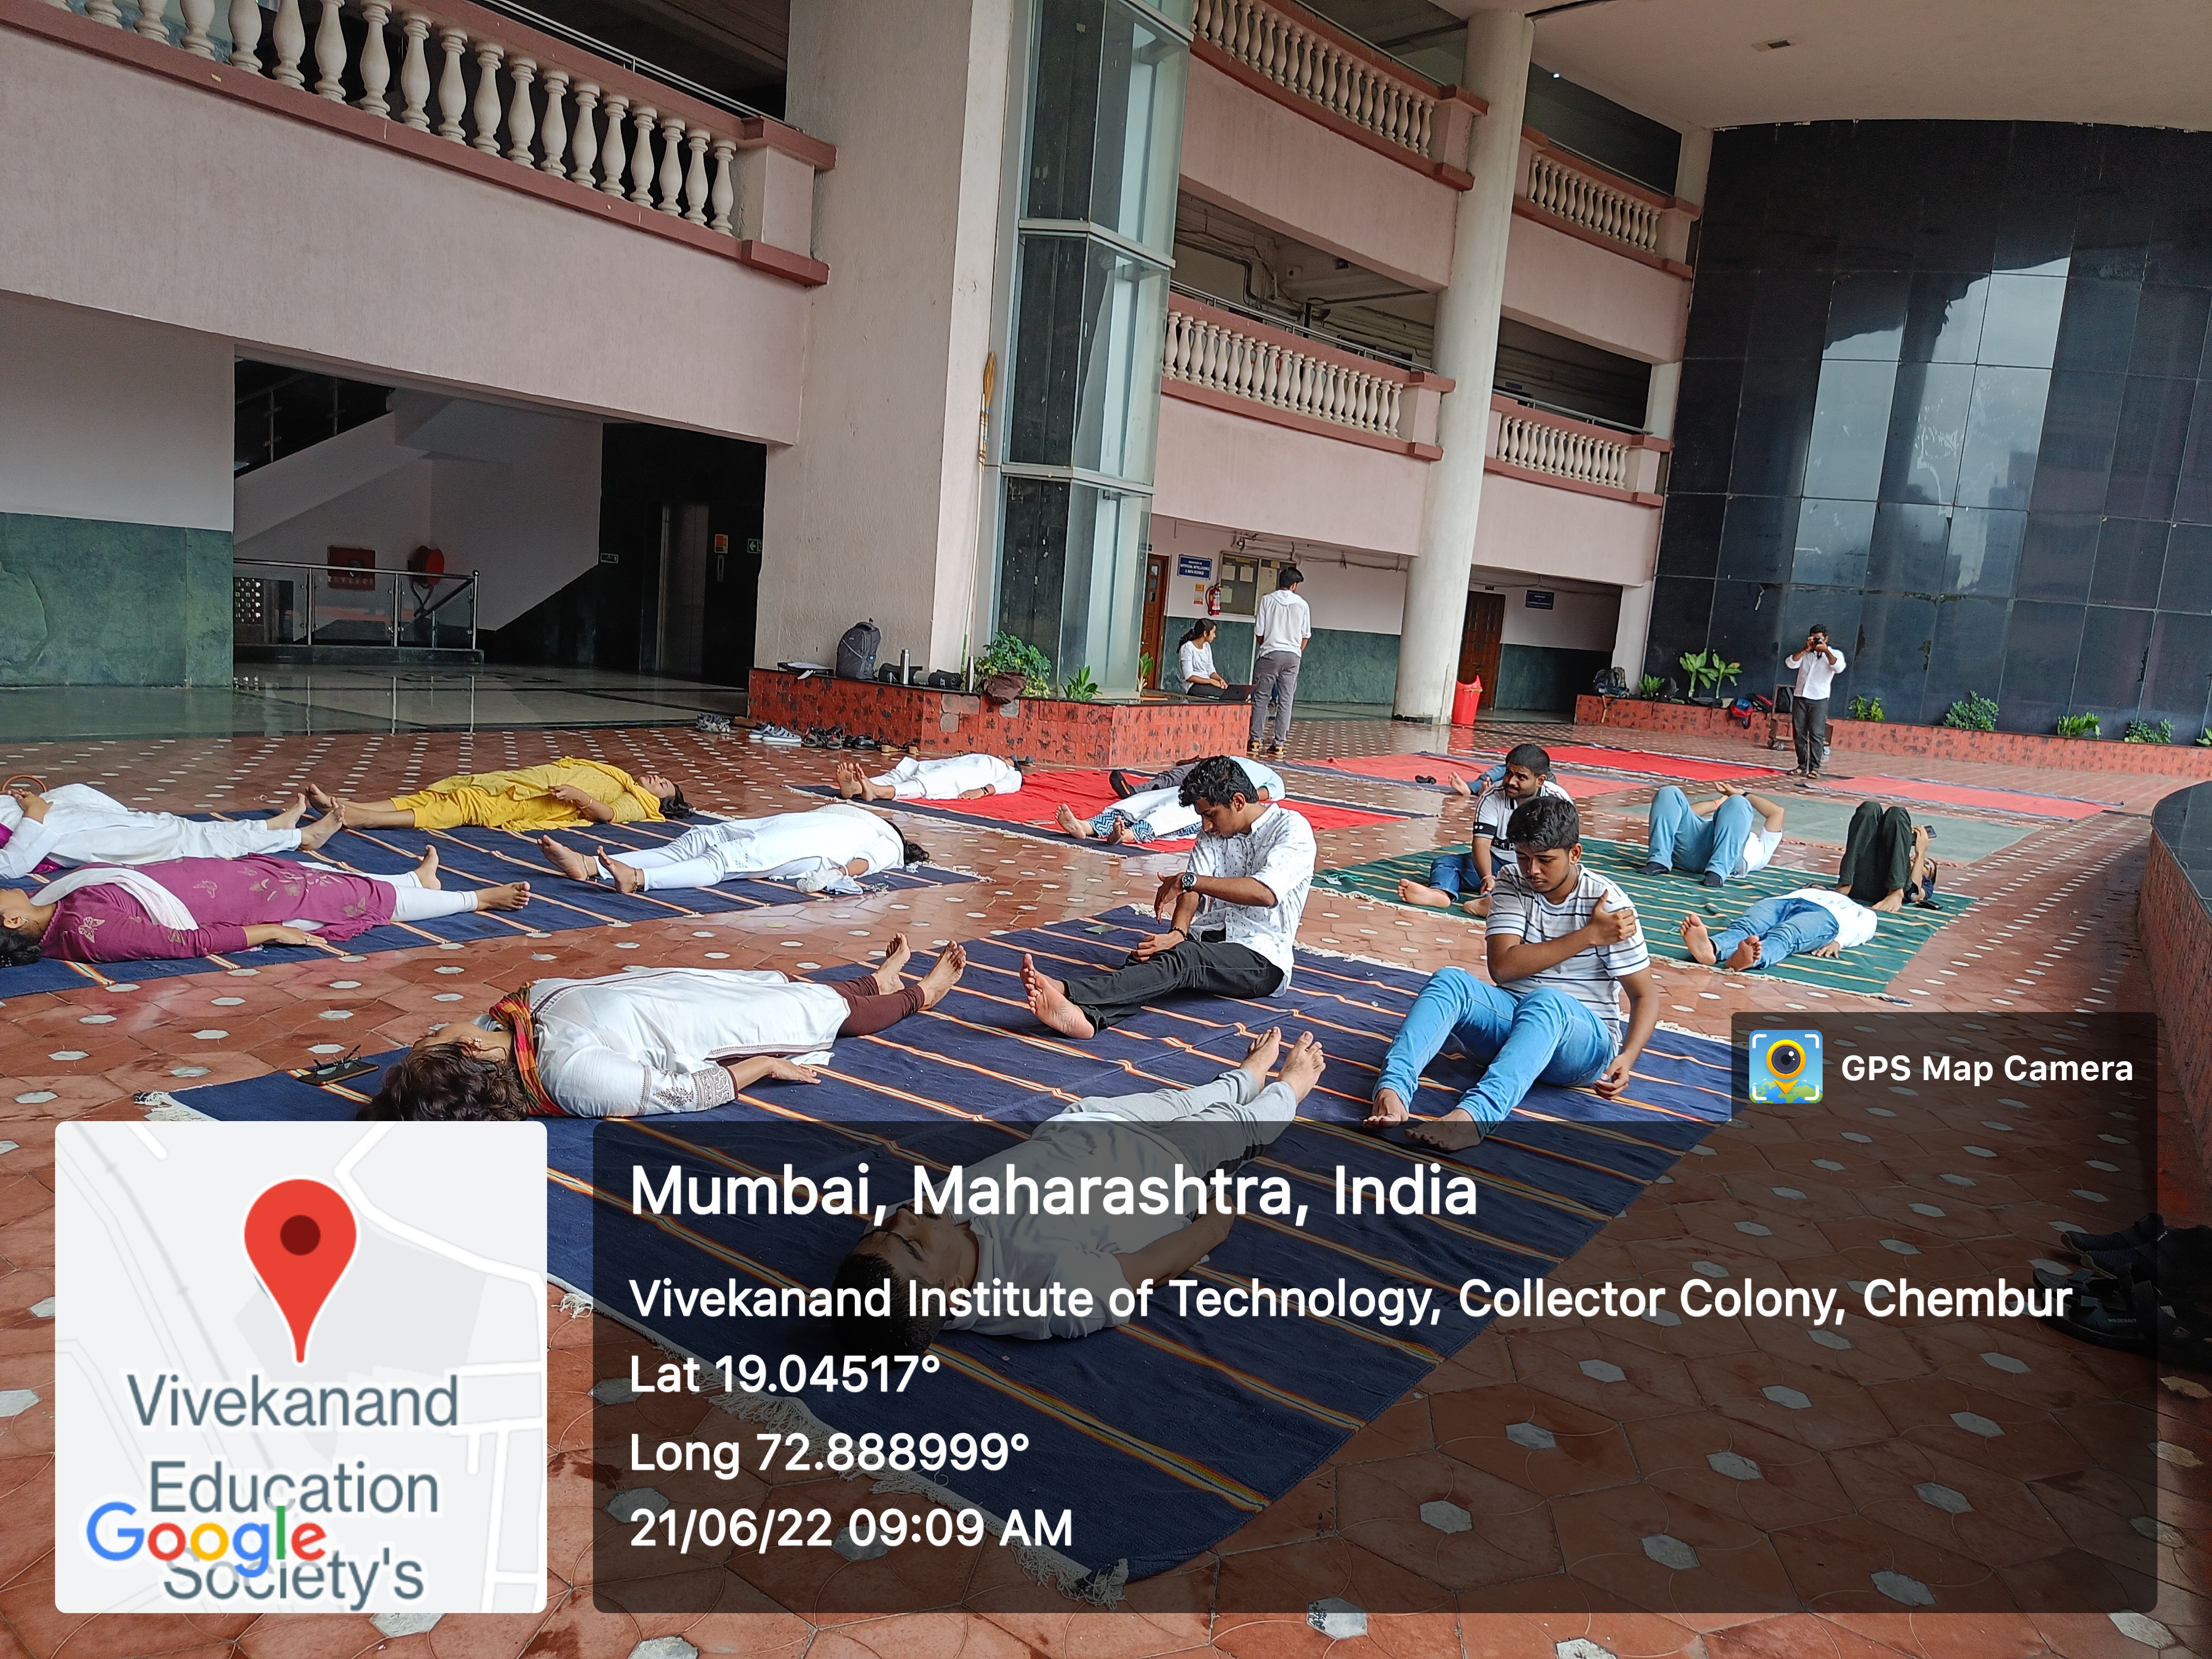 GPS Map Camera
Mumbai, Maharashtra, India
Vivekanand Institute of Technology, Collector Colony, Chembur
Lat 19.04517°
Long 72.888999°
21/06/22 09:09 AM
Vivekanand
Education
Google
Society's